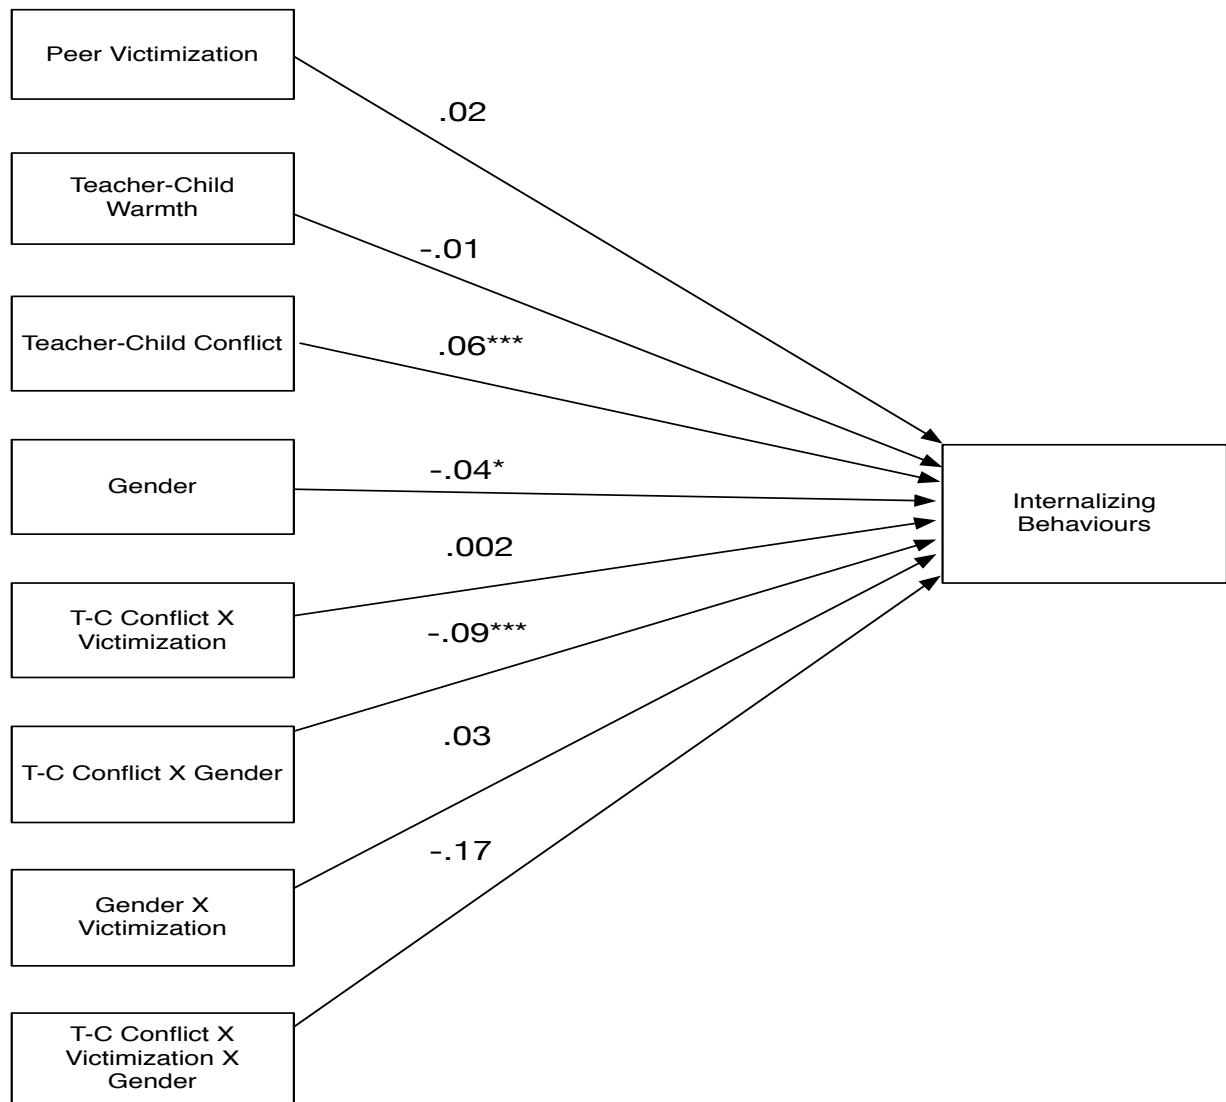 Peer Victimization
.02
Teacher-Child
Warmth
-.01
Teacher-Child Conflict
.06***
Gender
-.04*
Internalizing
Behaviours
.002
T-C Conflict X
Victimization
-.09***
T-C Conflict X Gender
.03
Gender X
Victimization
-.17
T-C Conflict X
Victimization X
Gender